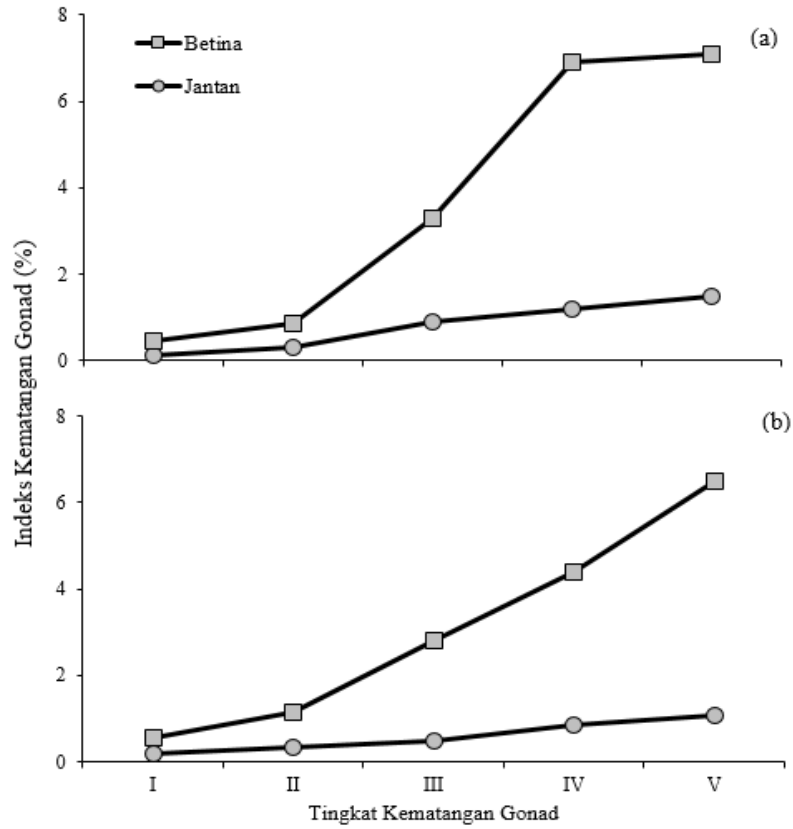 8
Betina
(a)
Jantan
6
4
2
0
8
(b)
6
4
2
0
Indeks Kematangan Gonad (%)
I II III IV V
Tingkat Kematangan Gonad